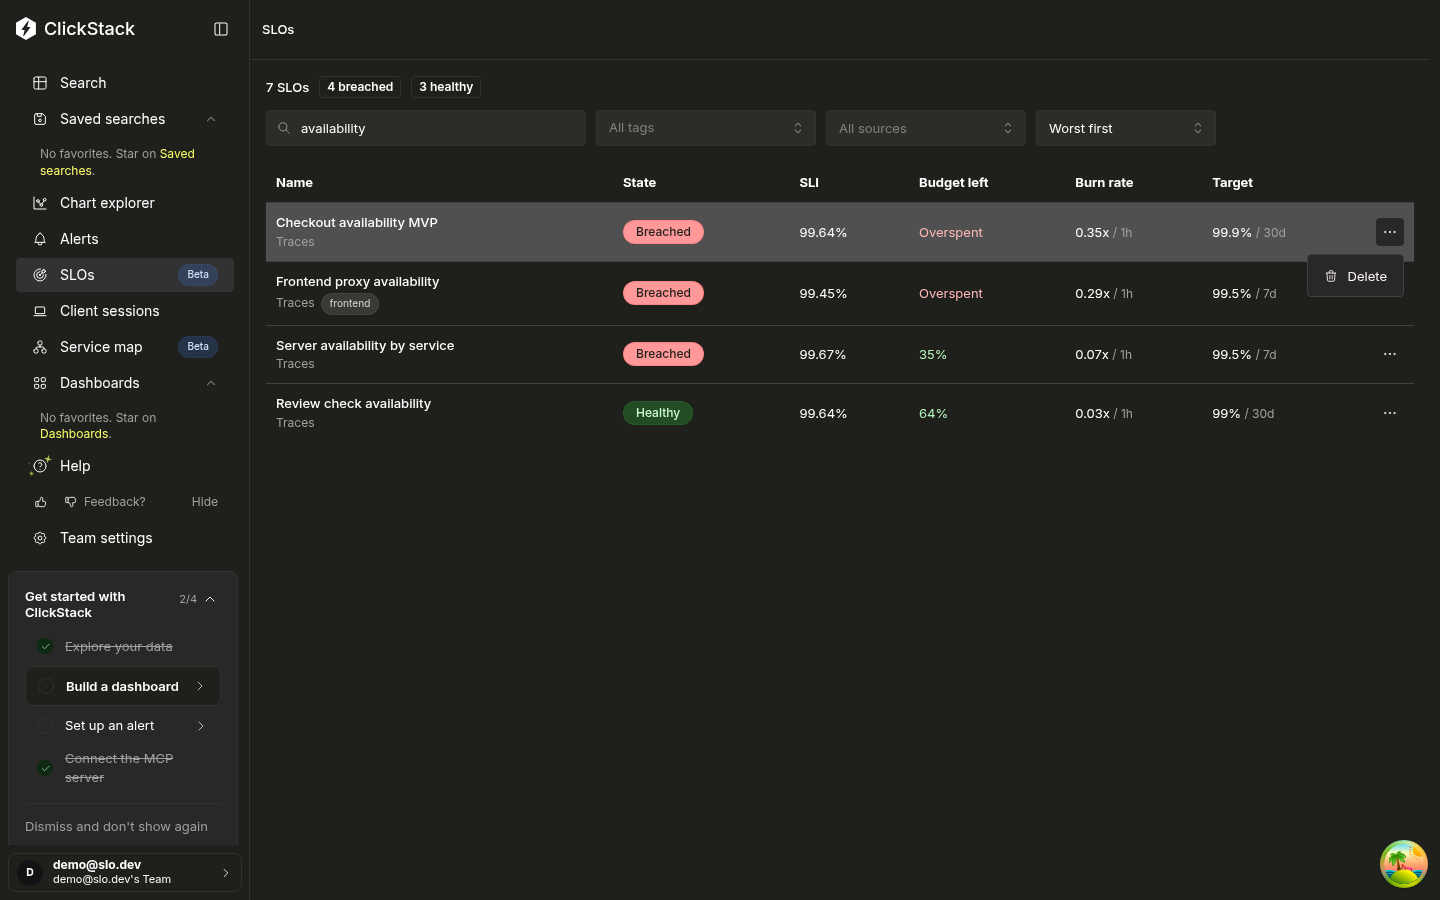 ClickStack
Search
Saved searches
No favorites. Star on Saved
searches.
Chart explorer
Alerts
SLOs
Beta
Client sessions
Service map
Beta
Dashboards
No favorites. Star on
Dashboards.
Help
Feedback?
Hide
Team settings
Get started with
ClickStack
2/4
Explore your data
Build a dashboard
Set up an alert
Connect the MCP
server
Dismiss and don't show again
D
demo@slo.dev
demo@slo.dev's Team
SLOs
7 SLOs
4 breached
3 healthy
availability
All tags
All sources
Worst first
Name State SLI Budget left Burn rate Target
Checkout availability MVP
Traces
Breached 99.64% Overspent 0.35x / 1h 99.9% / 30d
Delete
Frontend proxy availability
Traces frontend
Breached 99.45% Overspent 0.29x / 1h 99.5% / 7d
Server availability by service
Traces
Breached 99.67% 35% 0.07x / 1h 99.5% / 7d
Review check availability
Traces
Healthy 99.64% 64% 0.03x / 1h 99% / 30d